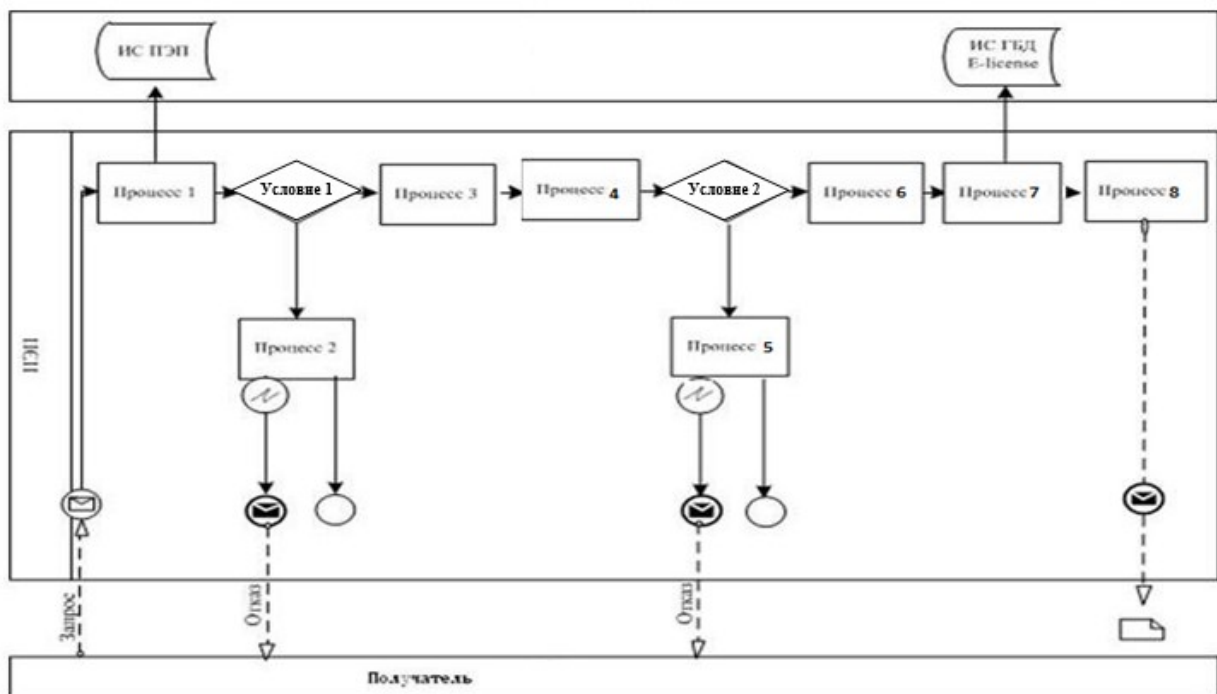 ИС ПЭП
ИС ГБД
E-license
Процесс 1
Условие 1
Процесс 3
Процесс 4
Условие 2
Процесс 6
Процесс 7
Процесс 8
ПЭП
Процесс 2
Процесс 5
Запрос
Отказ
Отказ
Получатель